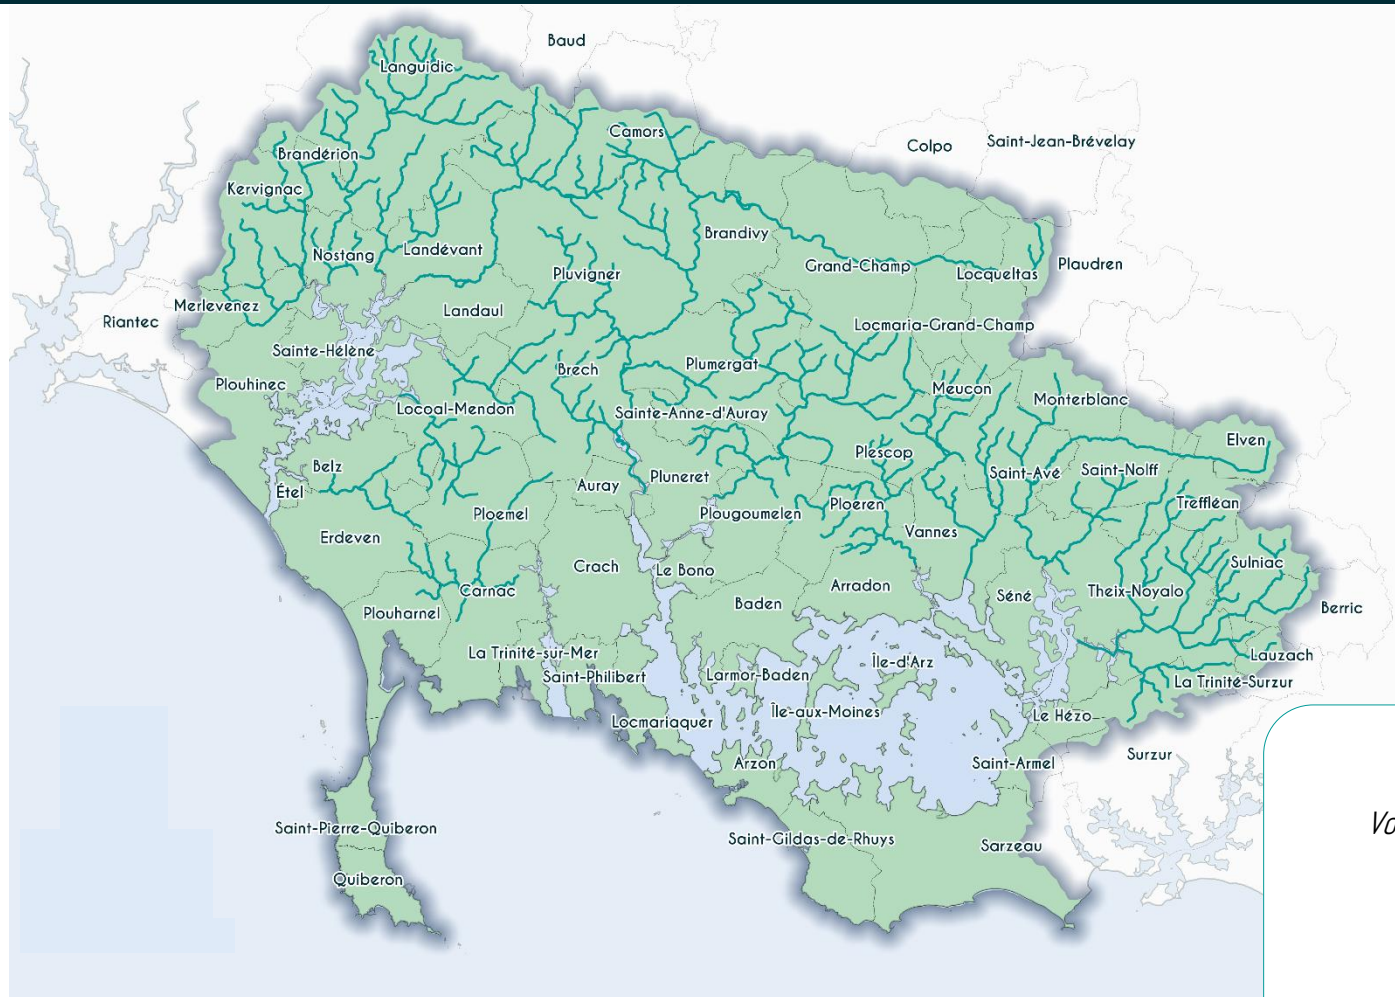 Baud
Languidic
Camors
Colpo
Saint-Jean-Brévelay
Brandérion
Kervignac
Brandivy
Nostang
Landévant
Pluvigner
Grand-Champ
Locqueltas
Plaudren
Merlevenez
Riantec
Landaul
Locmaria-Grand-Champ
Sainte-Hélène
Brech
Plumergat
Plouhinec
Meucon
Monterblanc
Locoal-Mendon
Sainte-Anne-d'Auray
Elven
Plescop
Belz
Saint-Avé
Saint-Nolff
Étel
Auray
Pluneret
Treffléan
Ploemel
Plougoumelen
Ploeren
Vannes
Erdeven
Crach
Le Bono
Sulniac
Carnac
Arradon
Séné
Theix-Noyalo
Baden
Berric
Plouharnel
La Trinité-sur-Mer
Saint-Philibert
Larmor-Baden
Île-d'Arz
Lauzach
La Trinité-Surzur
Île-aux-Moines
Locmariaquer
Le Hézo
Arzon
Saint-Armel
Surzur
Saint-Pierre-Quiberon
Saint-Gildas-de-Rhuys
Sarzeau
Vo
Quiberon